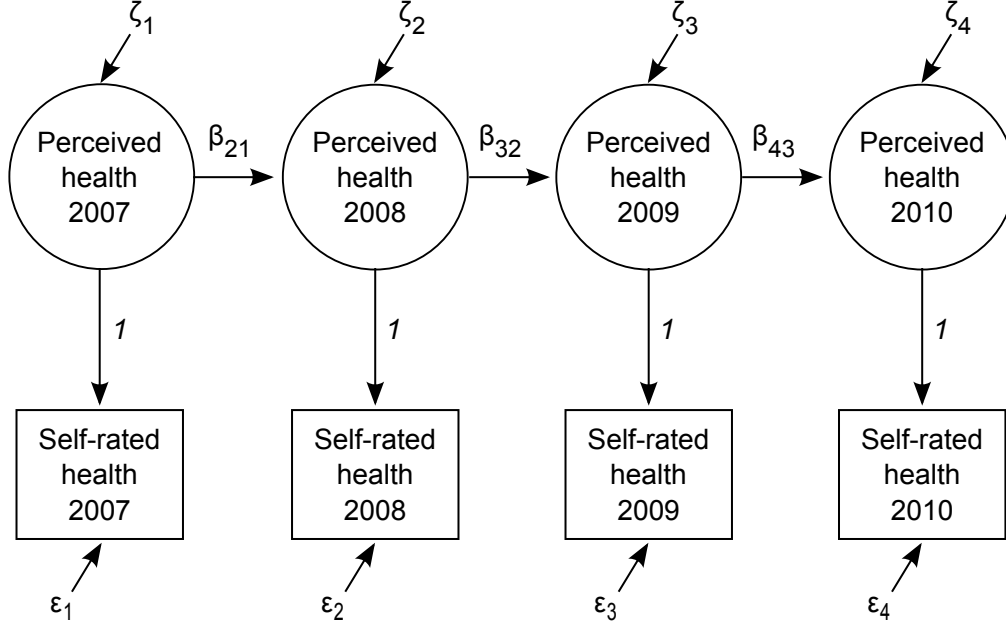 ζ1
ζ2
ζ3
ζ4
Perceived
health
2007
β21
Perceived
health
2008
β32
Perceived
health
2009
β43
Perceived
health
2010
1
1
1
1
Self-rated
health
2007
Self-rated
health
2008
Self-rated
health
2009
Self-rated
health
2010
ε1
ε2
ε3
ε4